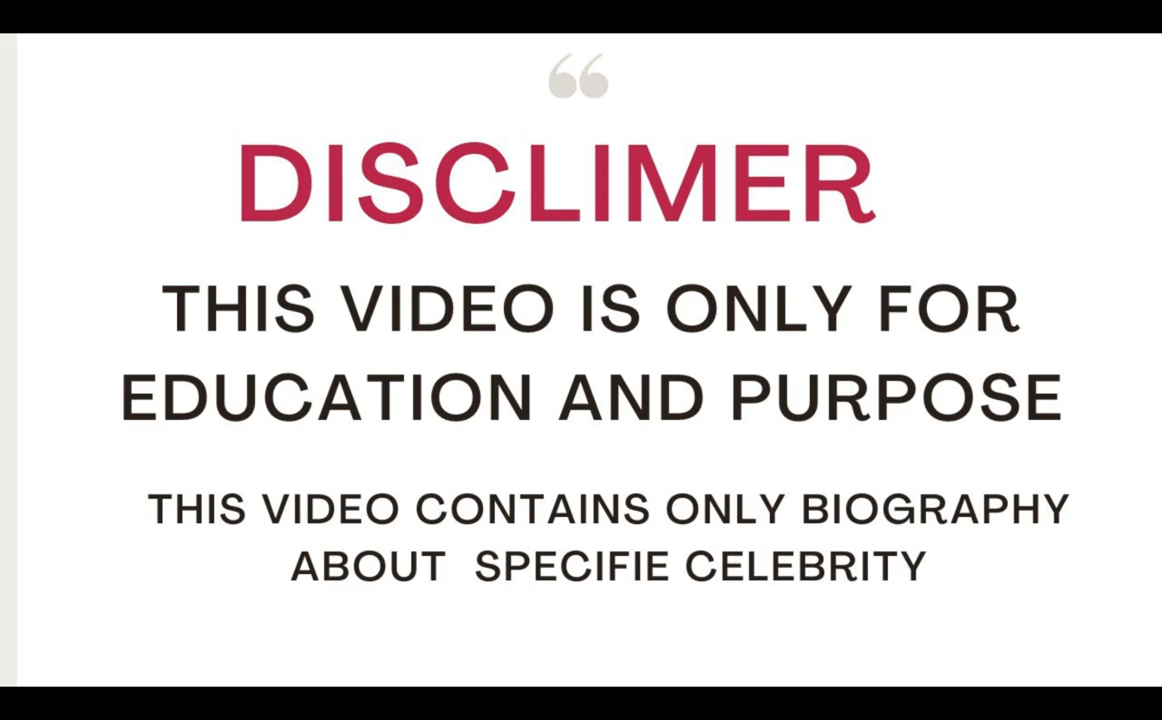 ❝
DISCLIMER
THIS VIDEO IS ONLY FOR
EDUCATION AND PURPOSE
THIS VIDEO CONTAINS ONLY BIOGRAPHY
ABOUT SPECIFIE CELEBRITY